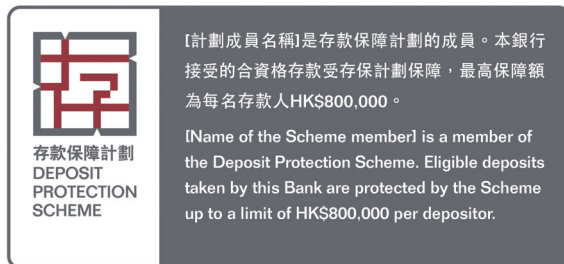 存
存款保障計劃
DEPOSIT
PROTECTION
SCHEME
[計劃成員名稱]是存款保障計劃的成員。本銀行
接受的合資格存款受存保計劃保障，最高保障額
為每名存款人HK$800,000。
[Name of the Scheme member] is a member of
the Deposit Protection Scheme. Eligible deposits
taken by this Bank are protected by the Scheme
up to a limit of HK$800,000 per depositor.